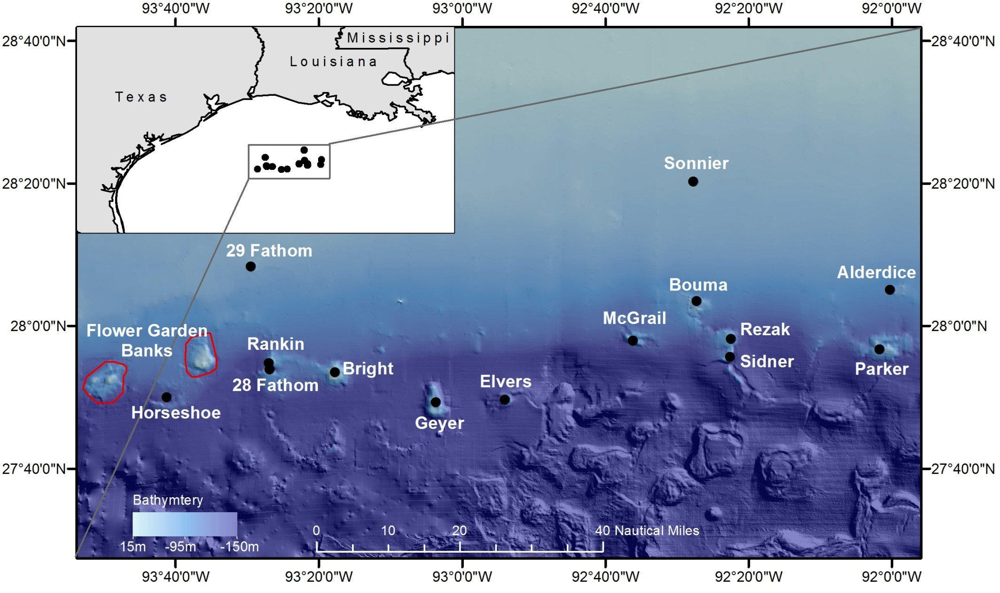 93°40'0"W 93°20'0"W 93°0'0"W 92°40'0"W 92°20'0"W 92°0'0"W
28°40'0"N 28°40'0"N
Mississippi
Louisiana
Texas
Sonnier
28°20'0"N 28°20'0"N
29 Fathom
Alderdice
Bouma
McGrail
28°0'0"N 28°0'0"N
Flower Garden
Banks
Rezak
Rankin
Sidner
Bright
Parker
Elvers
28 Fathom
Horseshoe
Geyer
27°40'0"N 27°40'0"N
Bathymtery
15m -95m -150m
0 10 20 40 Nautical Miles
93°40'0"W 93°20'0"W 93°0'0"W 92°40'0"W 92°20'0"W 92°0'0"W